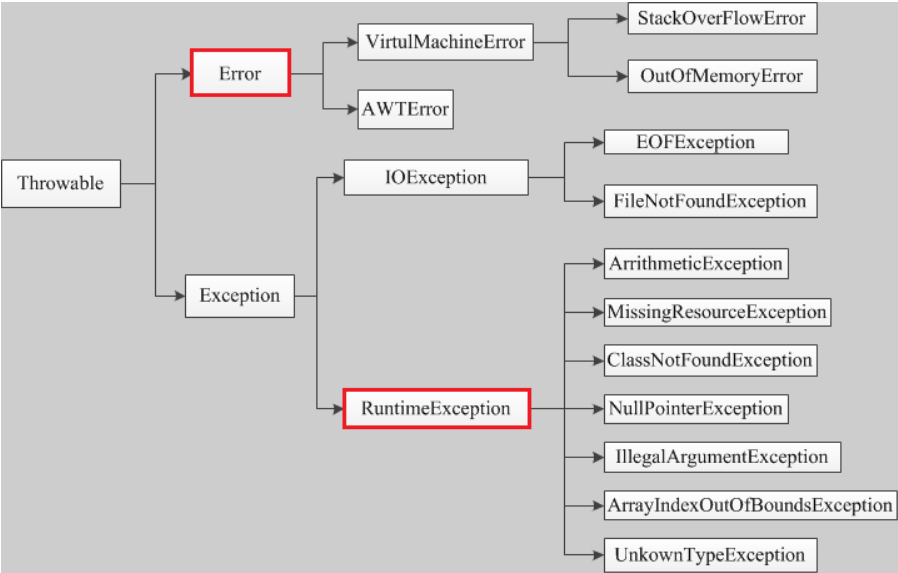 Throwable
Error
VirtulMachineError
StackOverFlowError
OutOfMemoryError
AWTError
Exception
IOException
EOFException
FileNotFoundException
RuntimeException
ArrithmeticException
MissingResourceException
ClassNotFoundException
NullPointerException
IllegalArgumentException
ArrayIndexOutOfBoundsException
UnkownTypeException